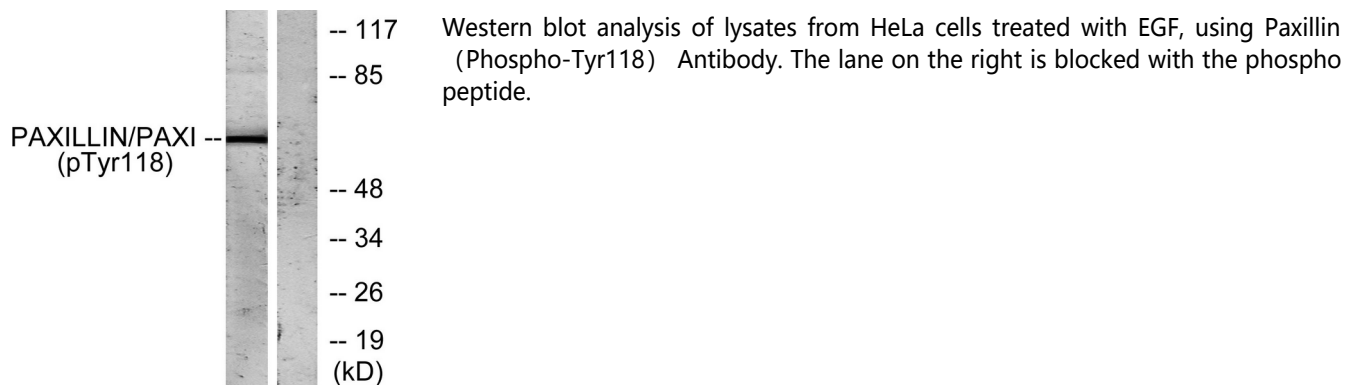 PAXILLIN/PAXI --
(pTyr118)
-- 117
-- 85
-- 48
-- 34
-- 26
-- 19
(kD)
Western blot analysis of lysates from HeLa cells treated with EGF, using Paxillin
（Phospho-Tyr118） Antibody. The lane on the right is blocked with the phospho
peptide.